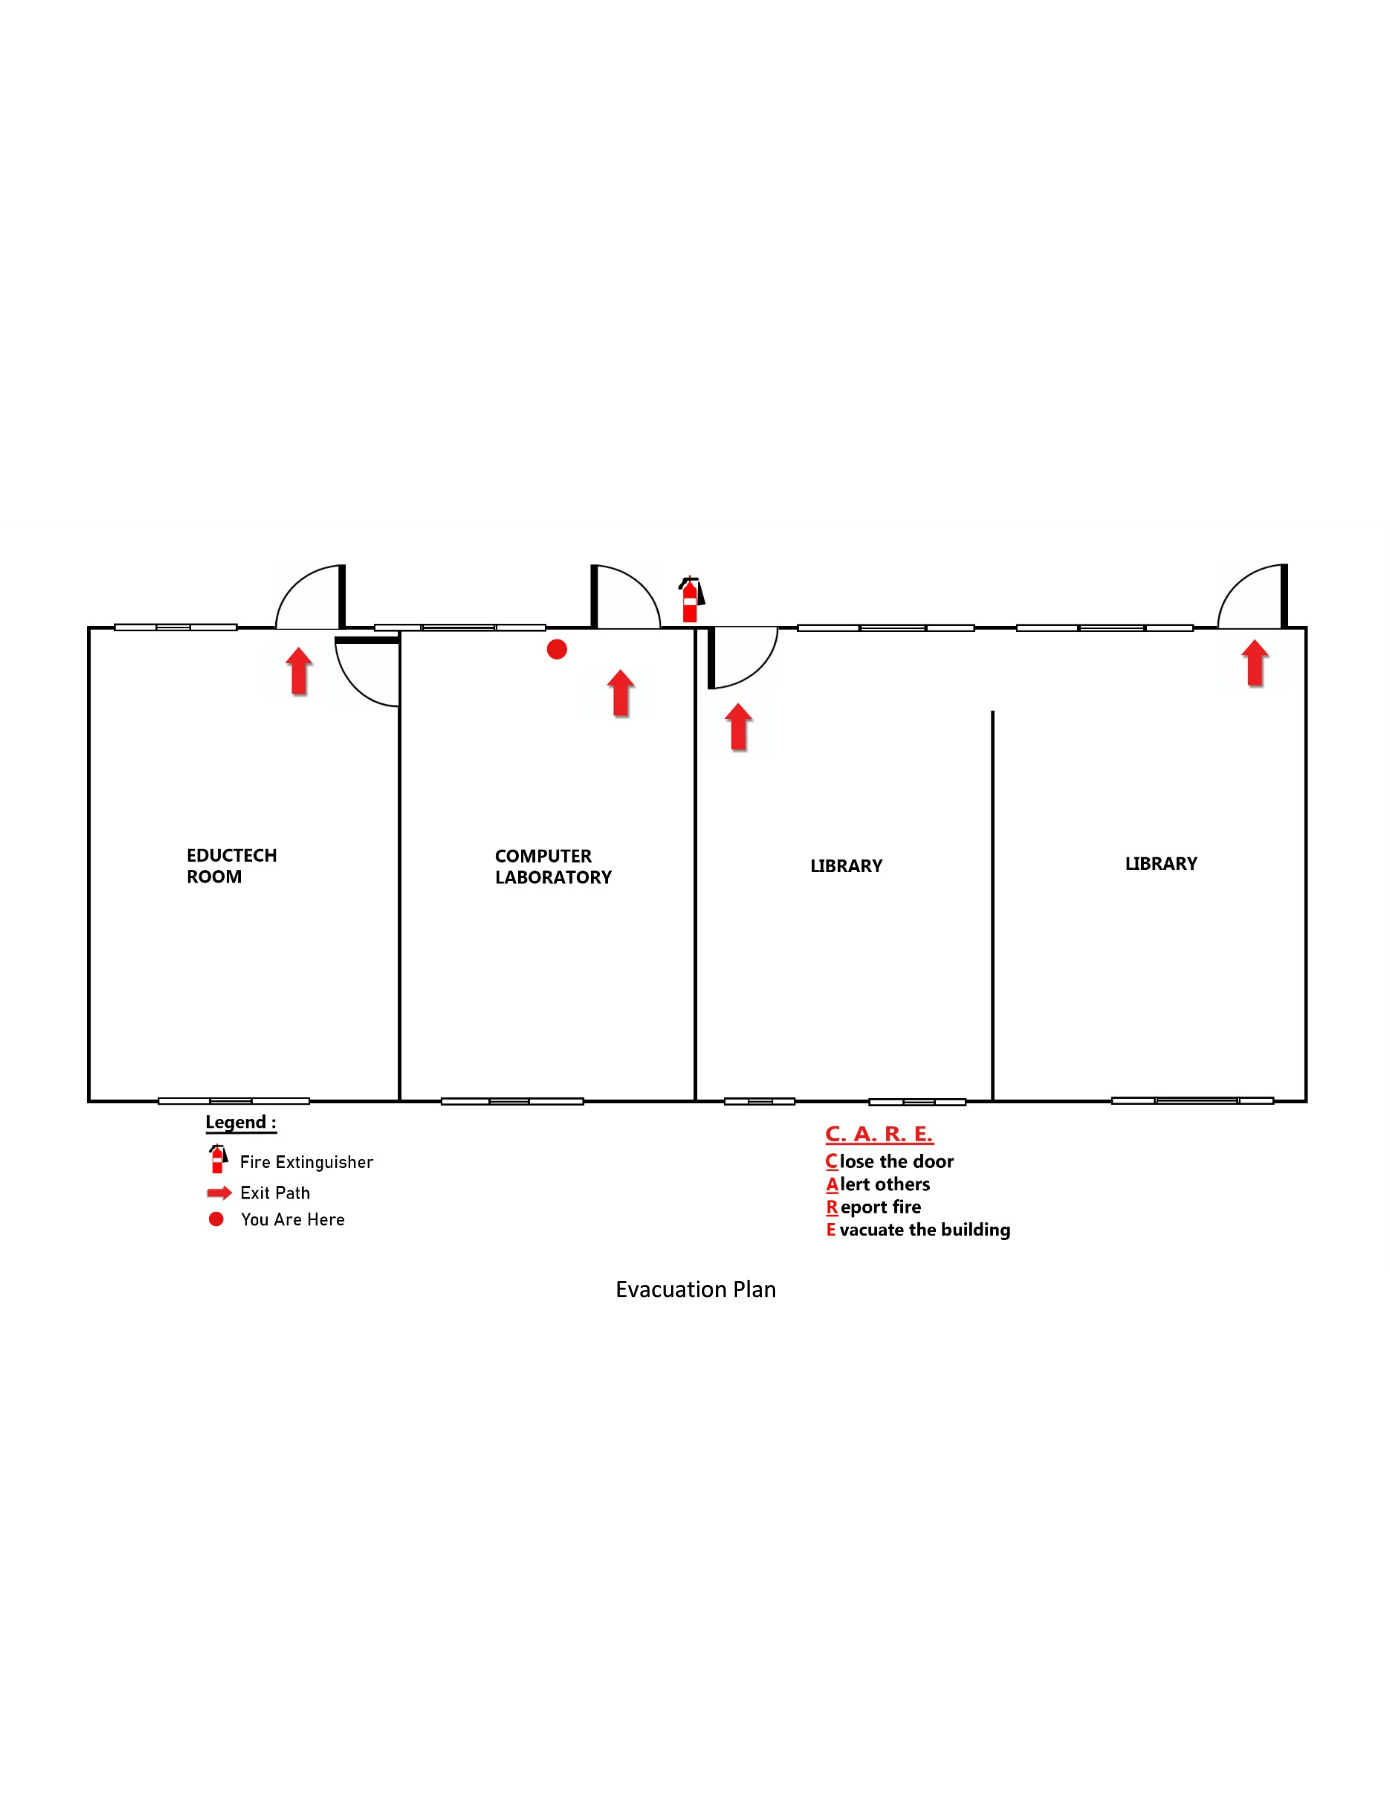 EDUCTECH
ROOM
COMPUTER
LABORATORY
LIBRARY
LIBRARY
Legend :
Fire Extinguisher
Exit Path
You Are Here
C. A. R. E.
Close the door
Alert others
Report fire
E vacuate the building
Evacuation Plan